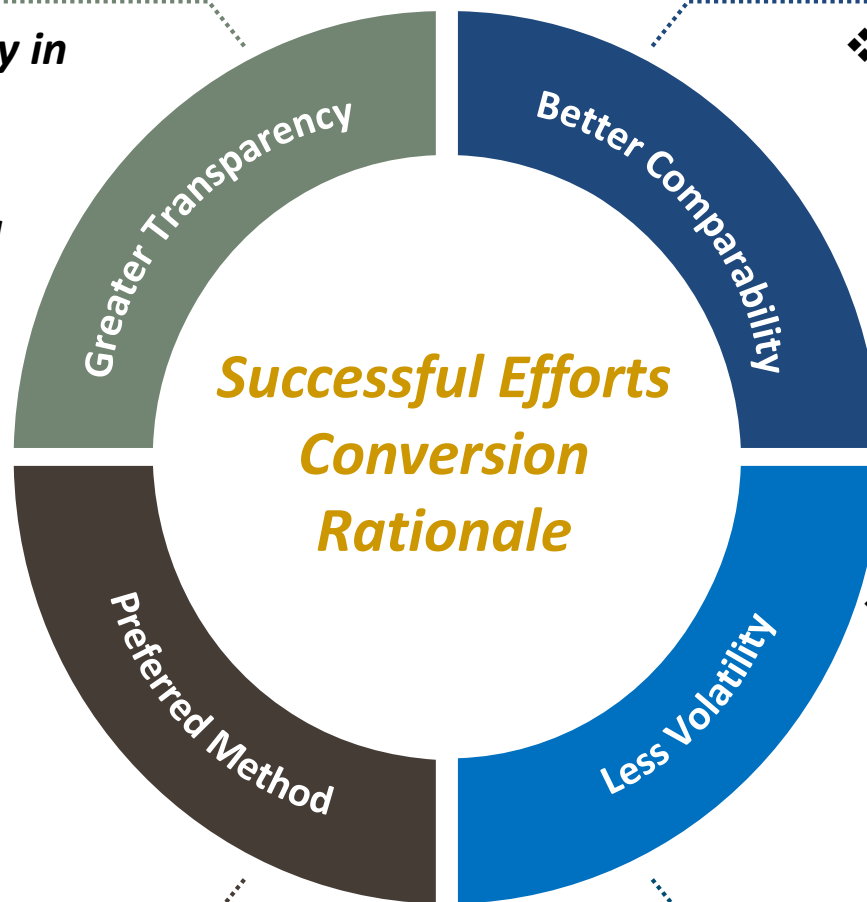 y in
Greater Transparency
Better Comparability
Successful Efforts
Conversion
Rationale
Preferred Method
Less Volatility